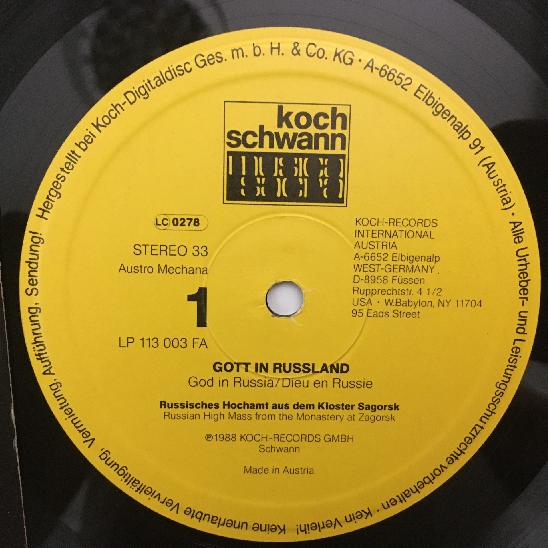 Hergestellt bei Koch-Digitaldisc Ges. m. b. H. & Co. KG · A-6652 Elbigenalp 91 (Austria) · Alle Urheber- und Leistungsschutzrechte vorbehalten · Kein Verleih! Keine unerlaubte Vervielfältigung, Vermietung, Aufführung, Sendung!
koch
schwann
LC 0278
STEREO 33
Austro Mechana
1
LP 113 003 FA
KOCH-RECORDS
INTERNATIONAL
AUSTRIA
A-6652 Elbigenalp
WEST-GERMANY
D-8958 Füssen
Rupprechtstr. 4 1/2
USA · W.Babylon, NY 11704
95 Eads Street
GOTT IN RUSSLAND
God in Russia/Dieu en Russie
Russisches Hochamt aus dem Kloster Sagorsk
Russian High Mass from the Monastery at Zagorsk
℗1988 KOCH-RECORDS GMBH
Schwann
Made in Austria